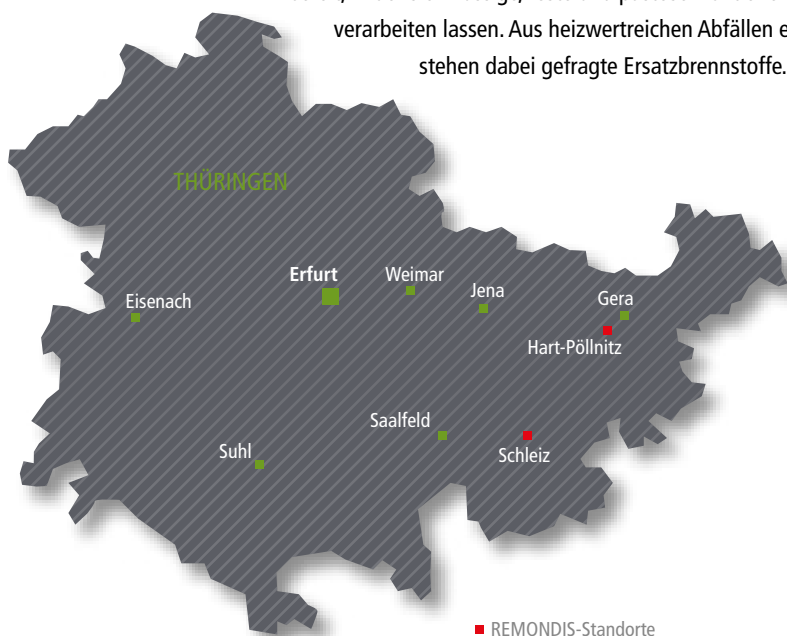 verarbeiten lassen. Aus heizwertreichen Abfällen e
stehen dabei gefragte Ersatzbrennstoffe.
THÜRINGEN
Erfurt
Weimar
Jena
Gera
Eisenach
Hart-Pöllnitz
Saalfeld
Suhl
Schleiz
REMONDIS-Standorte